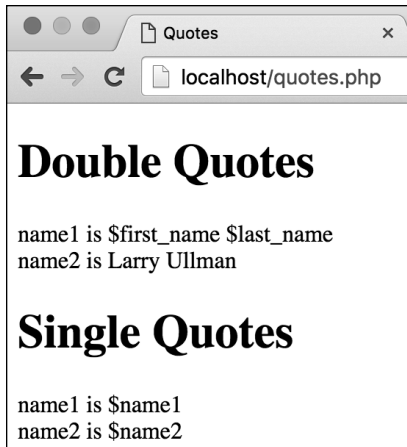 Quotes
localhost/quotes.php
Double Quotes
name1 is $first_name $last_name
name2 is Larry Ullman
Single Quotes
name1 is $name1
name2 is $name2